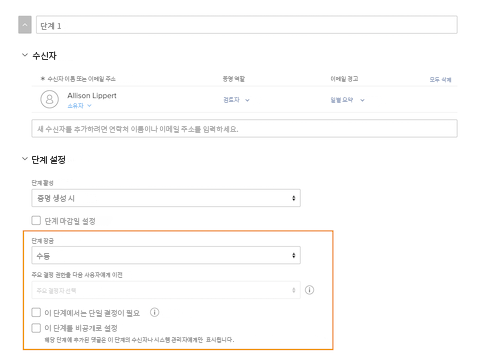 단계 1
수신자
* 수신자 이름 또는 이메일 주소 증명 역할 이메일 경고 모두 삭제
Allison Lippert 검토자 일별 요약
소유자
새 수신자를 추가하려면 연락처 이름이나 이메일 주소를 입력하세요.
단계 설정
단계 활성
증명 생성 시
단계 마감일 설정
단계 잠금
수동
주요 결정 권한을 다음 사용자에게 이전
주요 결정자 선택
이 단계에서는 단일 결정이 필요
이 단계를 비공개로 설정
해당 단계에 추가된 댓글은 이 단계의 수신자나 시스템 관리자에게만 표시됩니다.